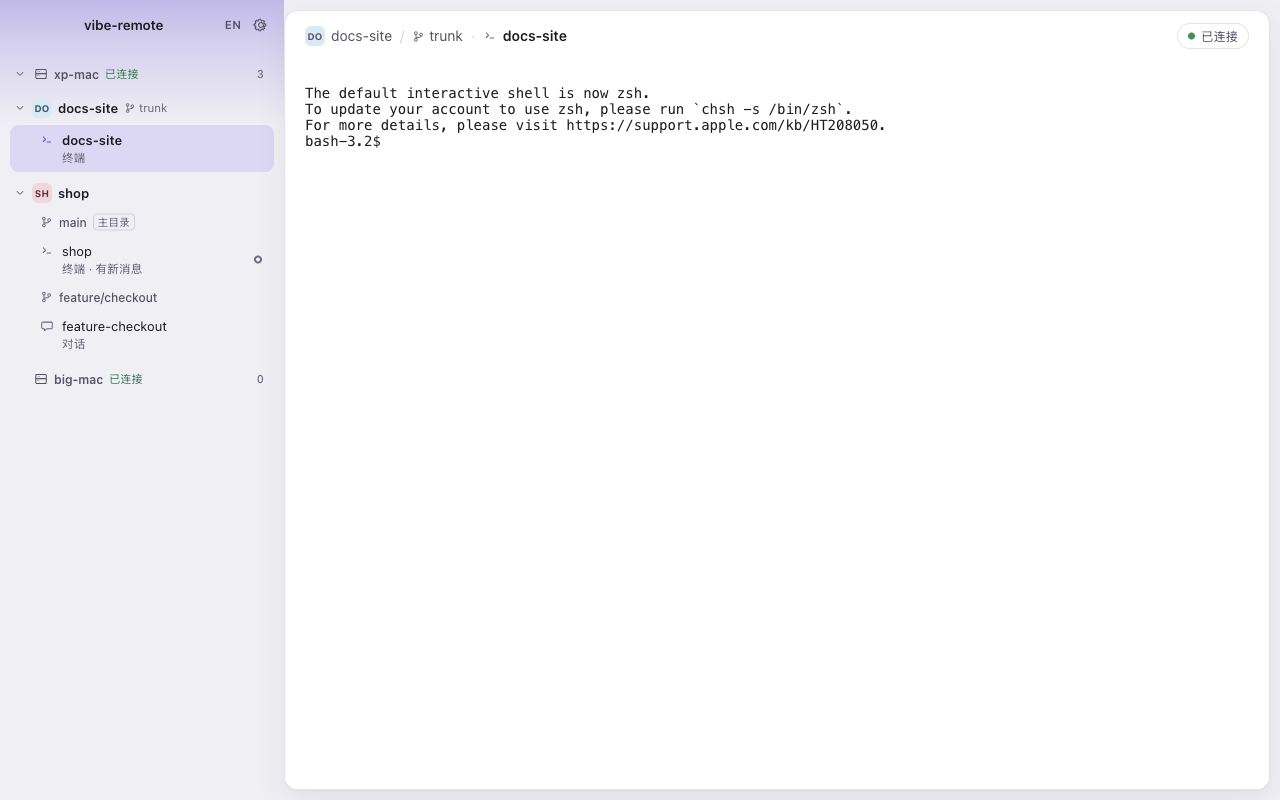 vibe-remote
EN
xp-mac 已连接 3
DO docs-site trunk
docs-site
终端
SH shop
main 主目录
shop
终端 · 有新消息
feature/checkout
feature-checkout
对话
big-mac 已连接 0
DO docs-site / trunk · docs-site
已连接
The default interactive shell is now zsh.
To update your account to use zsh, please run `chsh -s /bin/zsh`.
For more details, please visit https://support.apple.com/kb/HT208050.
bash-3.2$